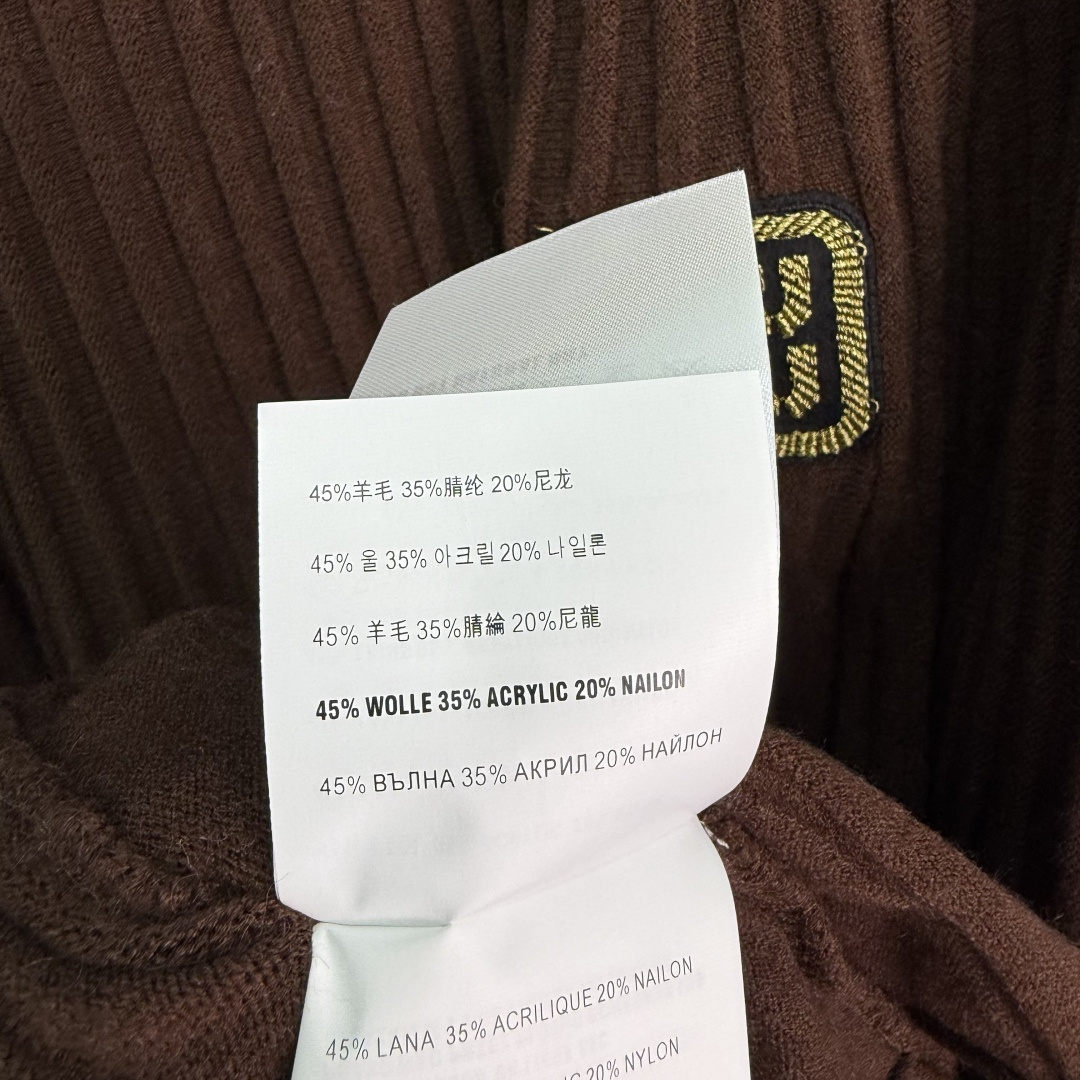 45%羊毛 35%腈纶 20%尼龙
45% 울 35% 아크릴 20% 나일론
45% 羊毛 35%腈綸 20%尼龍
45% WOLLE 35% ACRYLIC 20% NAILON
45% ВЪЛНА 35% АКРИЛ 20% НАЙЛОН
45% LANA 35% ACRILIQUE 20% NAILON
20% NYLON